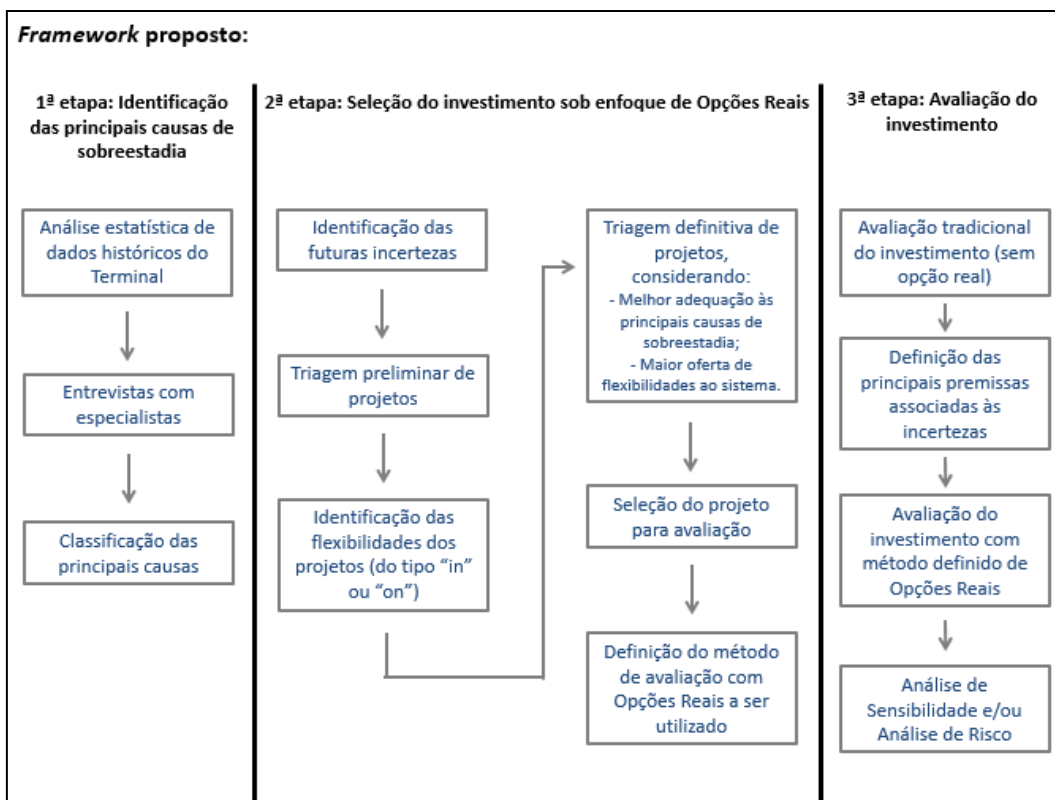 Framework proposto:
1ª etapa: Identificação
das principais causas de
sobreestadia
Análise estatística de
dados históricos do
Terminal
Entrevistas com
especialistas
Classificação das
principais causas
2ª etapa: Seleção do investimento sob enfoque de Opções Reais
Identificação das
futuras incertezas
Triagem preliminar de
projetos
Identificação das
flexibilidades dos
projetos (do tipo “in”
ou “on”)
Triagem definitiva de
projetos,
considerando:
- Melhor adequação às
principais causas de
sobreestadia;
- Maior oferta de
flexibilidades ao sistema.
Seleção do projeto
para avaliação
Definição do método
de avaliação com
Opções Reais a ser
utilizado
3ª etapa: Avaliação do
investimento
Avaliação tradicional
do investimento (sem
opção real)
Definição das
principais premissas
associadas às
incertezas
Avaliação do
investimento com
método definido de
Opções Reais
Análise de
Sensibilidade e/ou
Análise de Risco